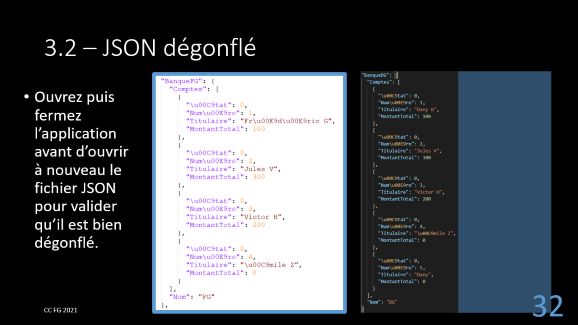 3.2 – JSON dégonflé
• Ouvrez puis
fermez
l'application
avant d'ouvrir
à nouveau le
fichier JSON
pour valider
qu'il est bien
dégonflé.
"BanqueFG": {
"Comptes": [
{
"\u00C9tat": 0,
"Num\u00E9ro": 1,
"Titulaire": "Fr\u00E9d\u00E9ric G",
"MontantTotal": 100
},
{
"\u00C9tat": 0,
"Num\u00E9ro": 2,
"Titulaire": "Jules V",
"MontantTotal": 300
},
{
"\u00C9tat": 0,
"Num\u00E9ro": 3,
"Titulaire": "Victor H",
"MontantTotal": 200
},
{
"\u00C9tat": 0,
"Num\u00E9ro": 4,
"Titulaire": "\u00C9mile Z",
"MontantTotal": 0
}
],
"Nom": "FG"
},
"BanqueDG": {
"Comptes": [
{
"\u00C9tat": 0,
"Num\u00E9ro": 1,
"Titulaire": "Dany G",
"MontantTotal": 100
},
{
"\u00C9tat": 0,
"Num\u00E9ro": 2,
"Titulaire": "Jules V",
"MontantTotal": 300
},
{
"\u00C9tat": 0,
"Num\u00E9ro": 2,
"Titulaire": "Victor H",
"MontantTotal": 200
},
{
"\u00C9tat": 0,
"Num\u00E9ro": 4,
"Titulaire": "\u00C9mile Z",
"MontantTotal": 0
},
{
"\u00C9tat": 0,
"Num\u00E9ro": 5,
"Titulaire": "Dany",
"MontantTotal": 0
}
],
"Nom": "DG"
}
CC FG 2021
32